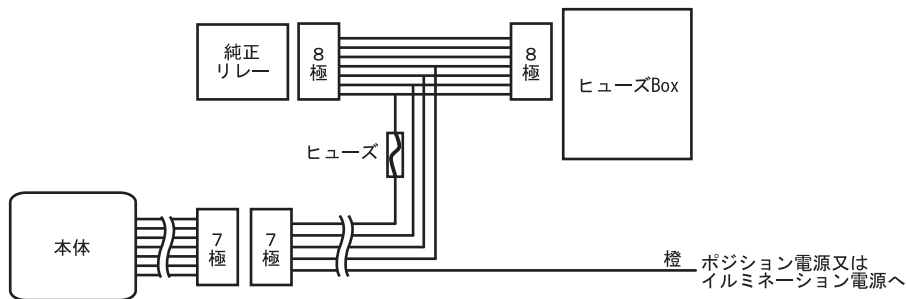 純正
リレー
8
極
8
極
ヒューズBox
ヒューズ
本体
7
極
7
極
橙
ポジション電源又は
イルミネーション電源へ